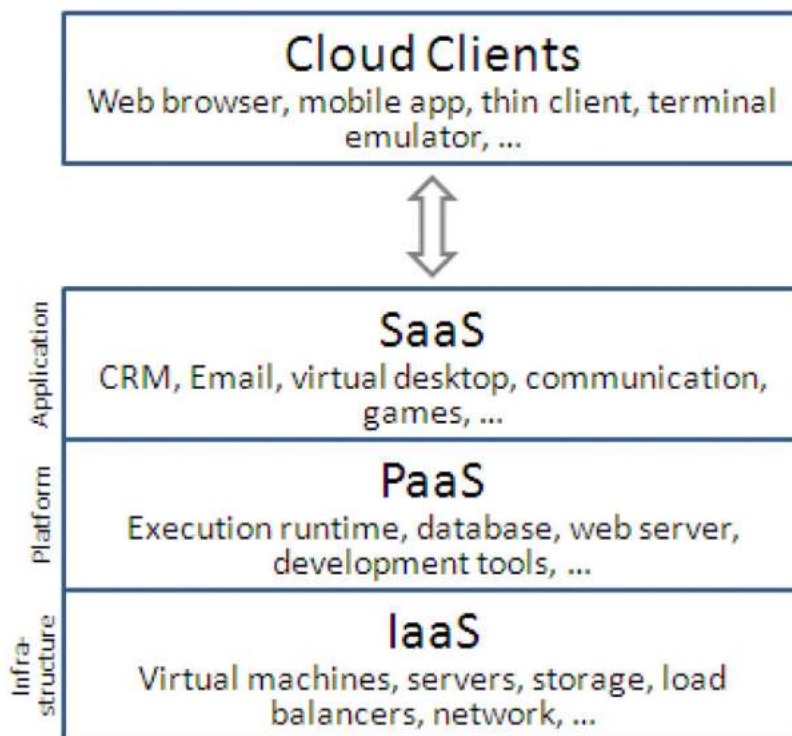 Cloud Clients
Web browser, mobile app, thin client, terminal
emulator, ...
Application
SaaS
CRM, Email, virtual desktop, communication,
games, ...
Platform
PaaS
Execution runtime, database, web server,
development tools, ...
Infra-
structure
IaaS
Virtual machines, servers, storage, load
balancers, network, ...